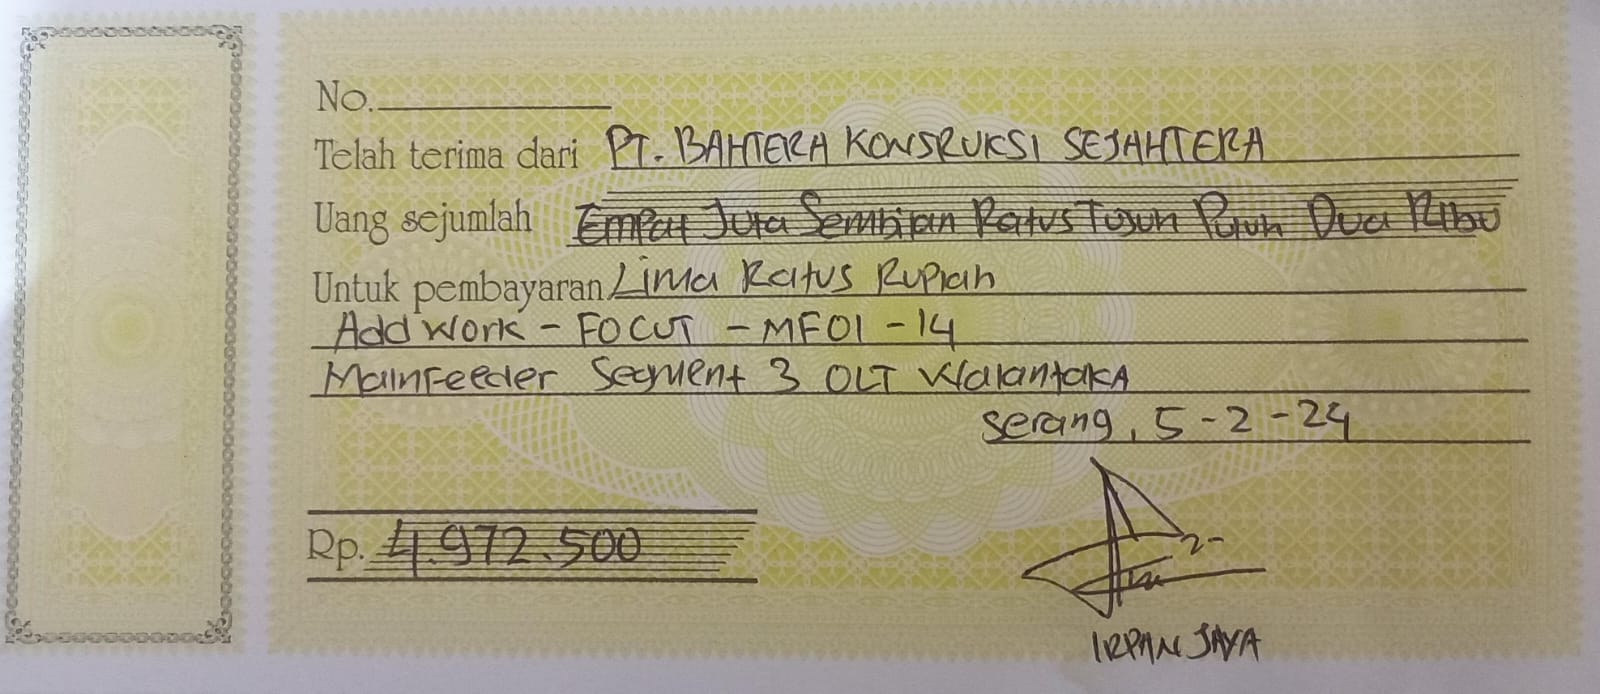 No.
Telah terima dari PT. BAHTERA KONSRUKSI SEJAHTERA
Uang sejumlah Empat Juta Sembilan Ratus Tujuh Puluh Dua Ribu
Untuk pembayaran Lima Ratus Rupiah
Add Work - FO CUT - MF01 - 14
Mainfeeder Segment 3 OLT Walantaka
Serang, 5-2-24
Rp. 4.972.500
IRPAN JAYA